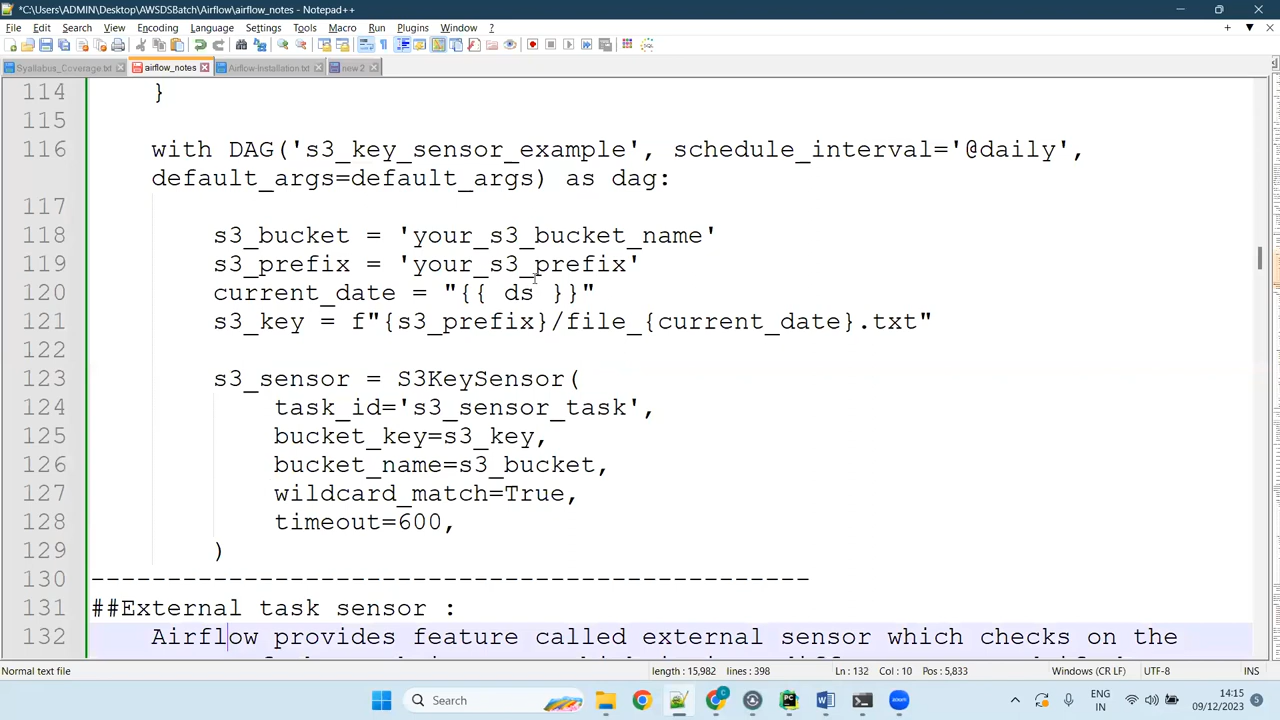 *C:\Users\ADMIN\Desktop\AWSDSBatch\Airflow\airflow_notes - Notepad++
File Edit Search View Encoding Language Settings Tools Macro Run Plugins Window ?
Syallabus_Coverage.txt airflow_notes Airflow-Installation.txt new 2
114 }
115
116 with DAG('s3_key_sensor_example', schedule_interval='@daily',
default_args=default_args) as dag:
117
118 s3_bucket = 'your_s3_bucket_name'
119 s3_prefix = 'your_s3_prefix'
120 current_date = "{{ ds }}"
121 s3_key = f"{s3_prefix}/file_{current_date}.txt"
122
123 s3_sensor = S3KeySensor(
124 task_id='s3_sensor_task',
125 bucket_key=s3_key,
126 bucket_name=s3_bucket,
127 wildcard_match=True,
128 timeout=600,
129 )
130 -----------------------------------------------
131 ##External task sensor :
132 Airflow provides feature called external sensor which checks on the
Normal text file length : 15,982 lines : 398 Ln : 132 Col : 10 Pos : 5,833 Windows (CR LF) UTF-8 INS
Search ENG IN 14:15 09/12/2023